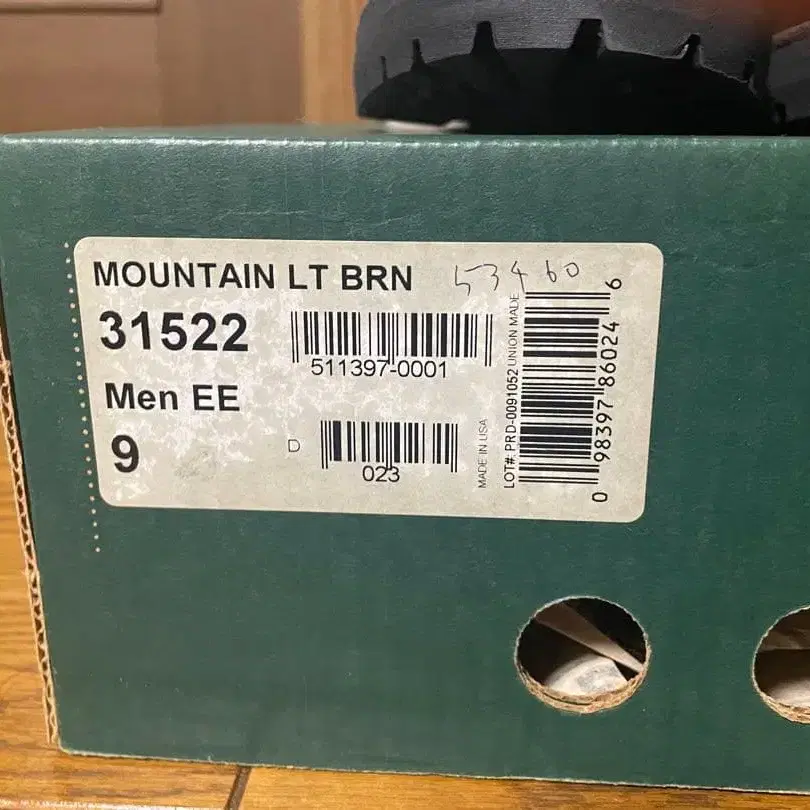 MOUNTAIN LT BRN
53460
31522
511397-0001
Men EE
9
D
023
MADE IN USA
LOT#: PRD-0091052 UNION MADE
0 98397 86024 6